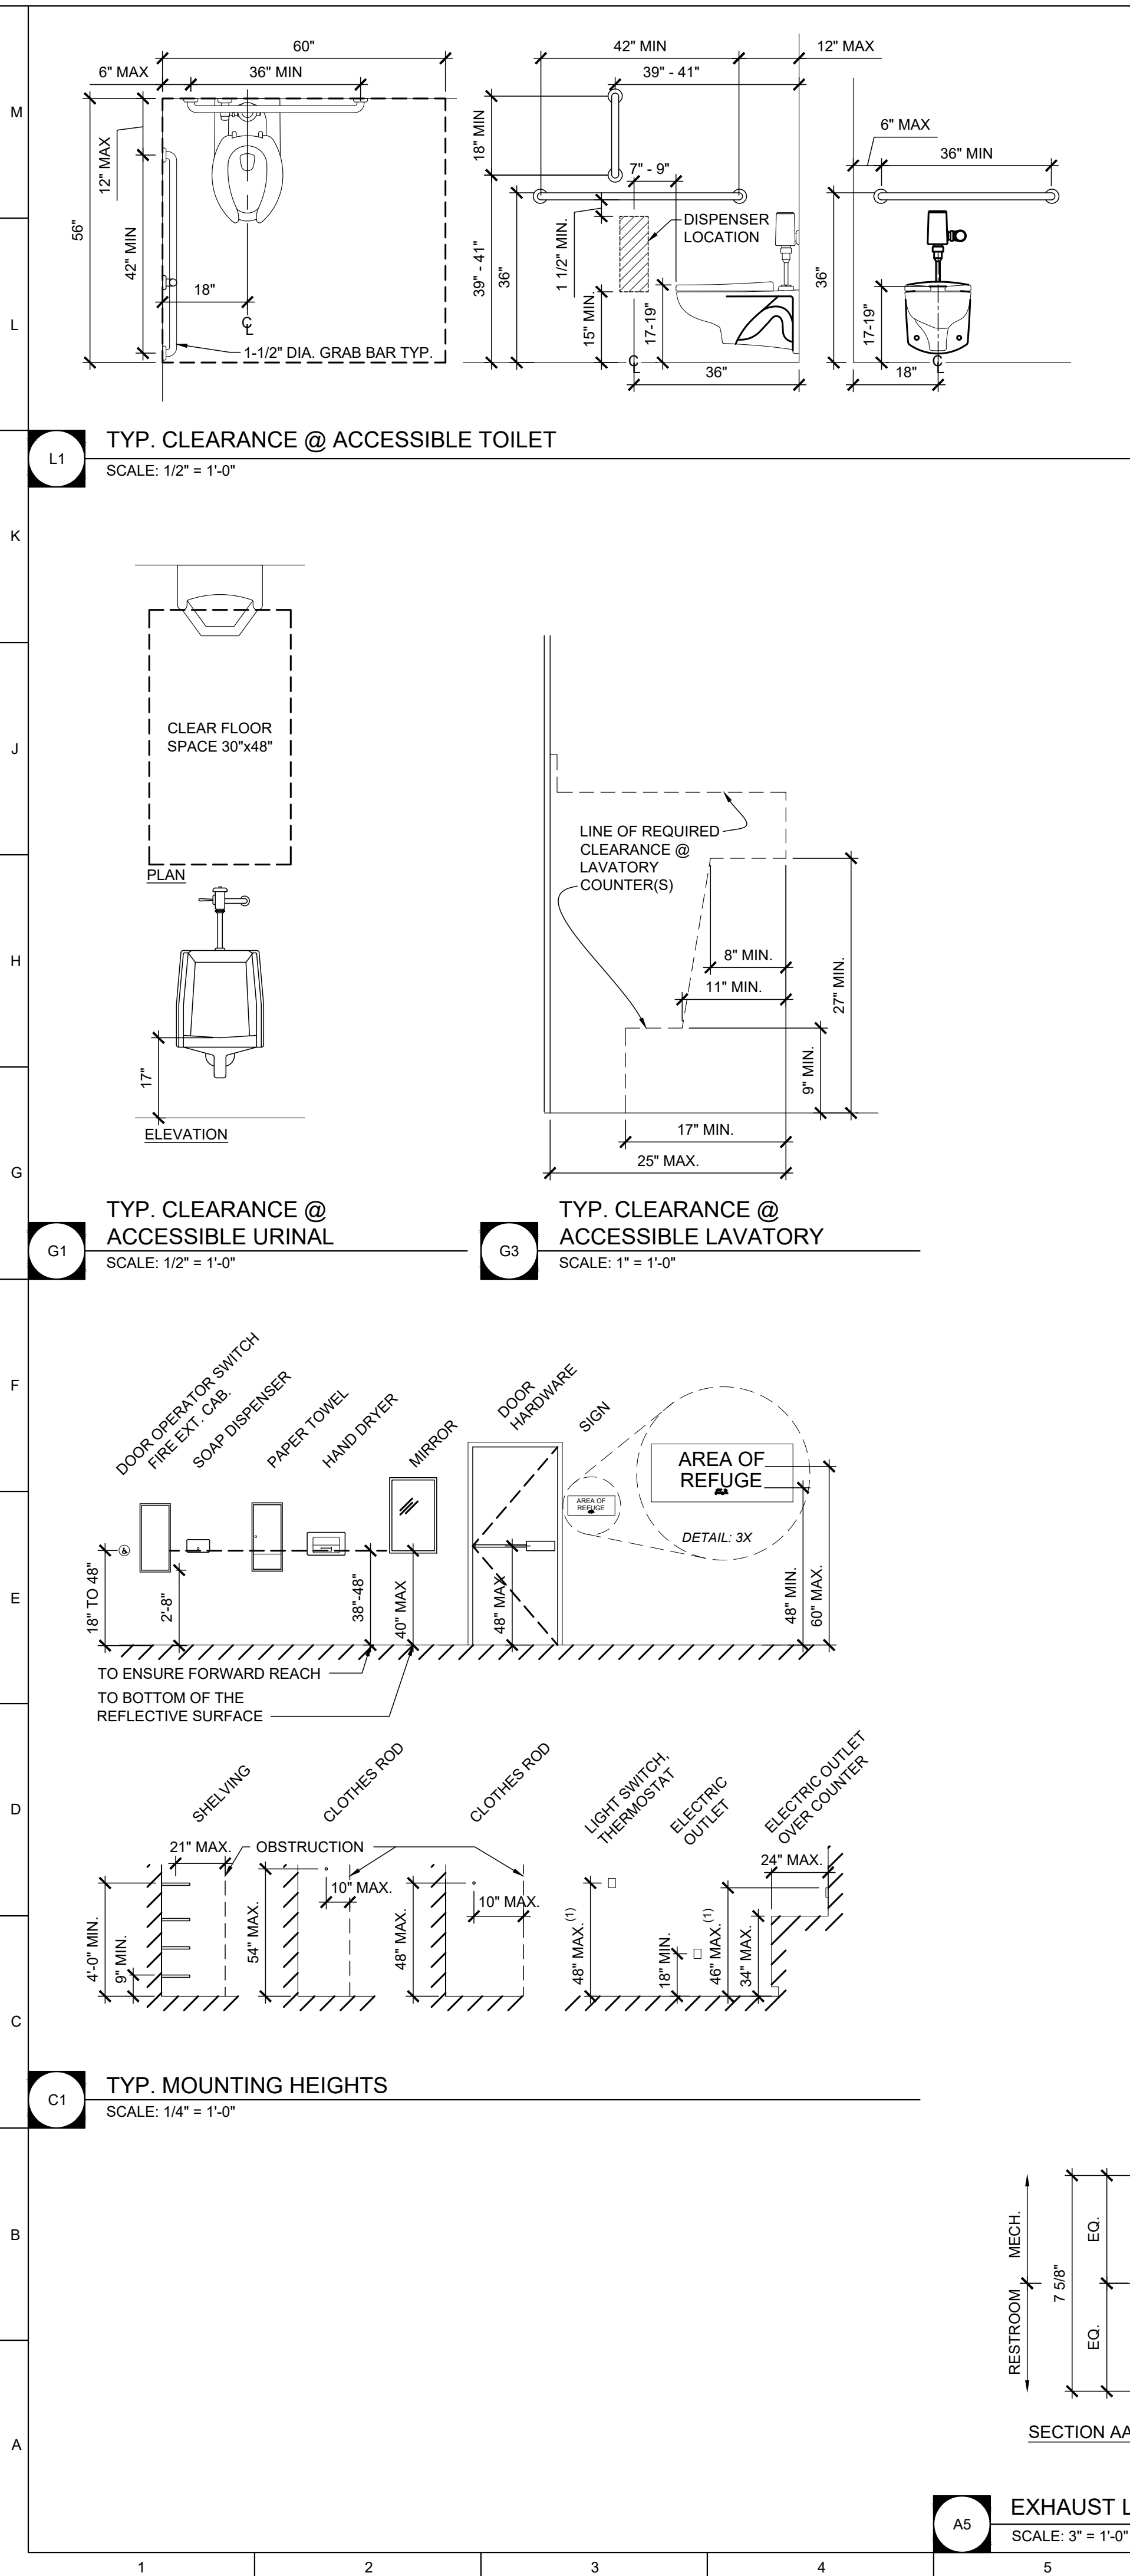 M
60"
6" MAX
36" MIN
12" MAX
56"
42" MIN
18"
CL
1-1/2" DIA. GRAB BAR TYP.
42" MIN
12" MAX
39" - 41"
18" MIN
7" - 9"
DISPENSER
LOCATION
39" - 41"
36"
1 1/2" MIN.
15" MIN.
17-19"
CL
36"
6" MAX
36" MIN
36"
17-19"
CL
18"
L
L1
TYP. CLEARANCE @ ACCESSIBLE TOILET
SCALE: 1/2" = 1'-0"
K
J
CLEAR FLOOR
SPACE 30"x48"
PLAN
H
17"
ELEVATION
LINE OF REQUIRED
CLEARANCE @
LAVATORY
COUNTER(S)
8" MIN.
11" MIN.
27" MIN.
9" MIN.
17" MIN.
25" MAX.
G
G1
TYP. CLEARANCE @
ACCESSIBLE URINAL
SCALE: 1/2" = 1'-0"
G3
TYP. CLEARANCE @
ACCESSIBLE LAVATORY
SCALE: 1" = 1'-0"
F
DOOR OPERATOR SWITCH
FIRE EXT. CAB.
SOAP DISPENSER
PAPER TOWEL
HAND DRYER
MIRROR
DOOR
HARDWARE
SIGN
AREA OF
REFUGE
AREA OF
REFUGE
DETAIL: 3X
E
18" TO 48"
2'-8"
38"-48"
40" MAX
48" MAX
48" MIN.
60" MAX.
TO ENSURE FORWARD REACH
TO BOTTOM OF THE
REFLECTIVE SURFACE
D
SHELVING
CLOTHES ROD
CLOTHES ROD
LIGHT SWITCH,
THERMOSTAT
ELECTRIC
OUTLET
ELECTRIC OUTLET
OVER COUNTER
21" MAX.
OBSTRUCTION
10" MAX.
10" MAX.
24" MAX.
4'-0" MIN.
9" MIN.
54" MAX.
48" MAX.
48" MAX. (1)
18" MIN.
46" MAX. (1)
34" MAX.
C
C1
TYP. MOUNTING HEIGHTS
SCALE: 1/4" = 1'-0"
B
MECH.
RESTROOM
7 5/8"
EQ.
EQ.
SECTION AA
A
A5
EXHAUST L
SCALE: 3" = 1'-0"
1
2
3
4
5